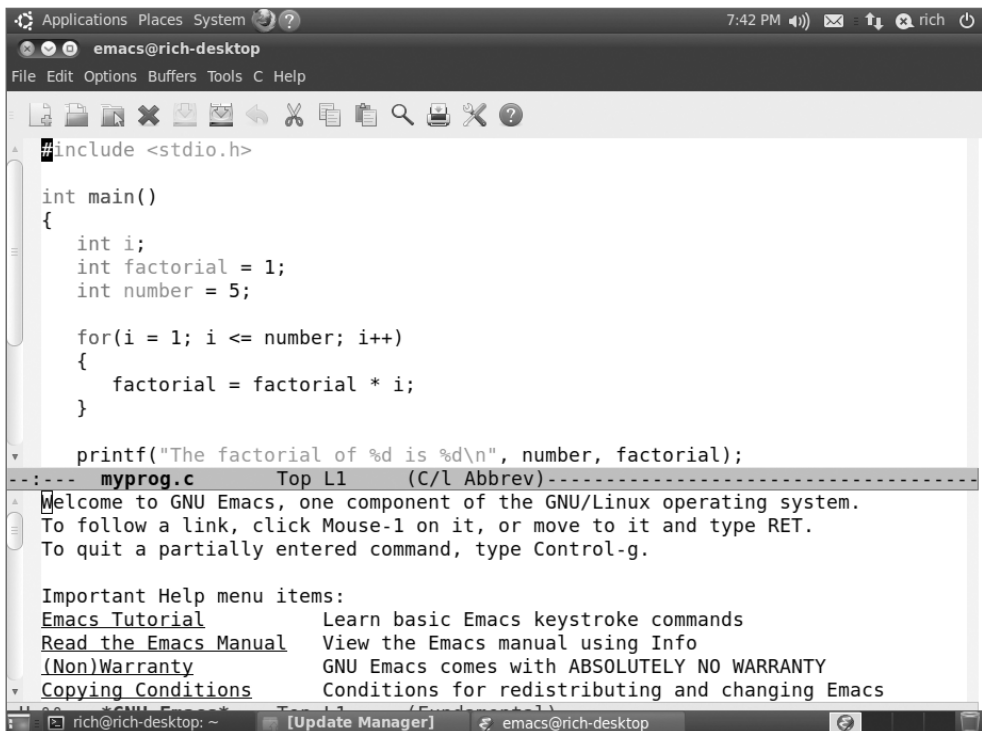 Applications Places System 7:42 PM rich
emacs@rich-desktop
File Edit Options Buffers Tools C Help
#include <stdio.h>
int main()
{
int i;
int factorial = 1;
int number = 5;
for(i = 1; i <= number; i++)
{
factorial = factorial * i;
}
printf("The factorial of %d is %d\n", number, factorial);
--:--- myprog.c Top L1 (C/l Abbrev)-------------------------------------
Welcome to GNU Emacs, one component of the GNU/Linux operating system.
To follow a link, click Mouse-1 on it, or move to it and type RET.
To quit a partially entered command, type Control-g.
Important Help menu items:
Emacs Tutorial Learn basic Emacs keystroke commands
Read the Emacs Manual View the Emacs manual using Info
(Non)Warranty GNU Emacs comes with ABSOLUTELY NO WARRANTY
Copying Conditions Conditions for redistributing and changing Emacs
*GNU Emacs* Top L1 (Fundamental)
rich@rich-desktop: ~ [Update Manager] emacs@rich-desktop